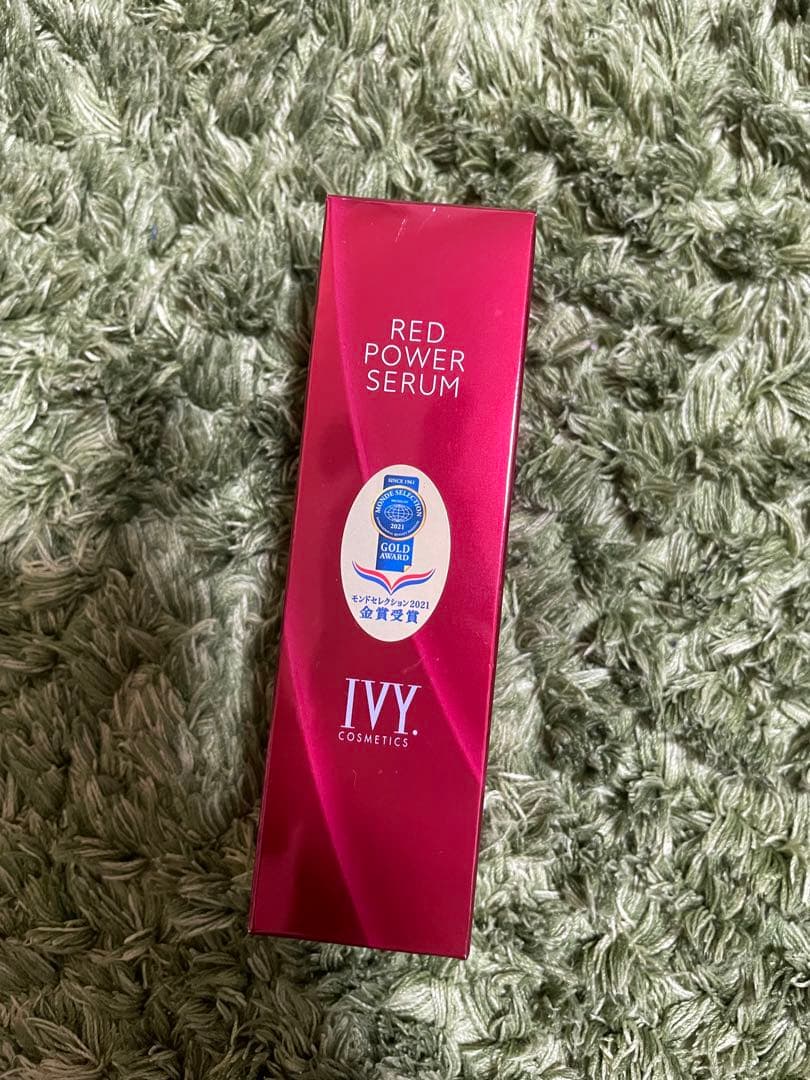 RED
POWER
SERUM
SINCE 1961
MONDE SELECTION
2021
GOLD
AWARD
モンドセレクション2021
金賞受賞
IVY.
COSMETICS